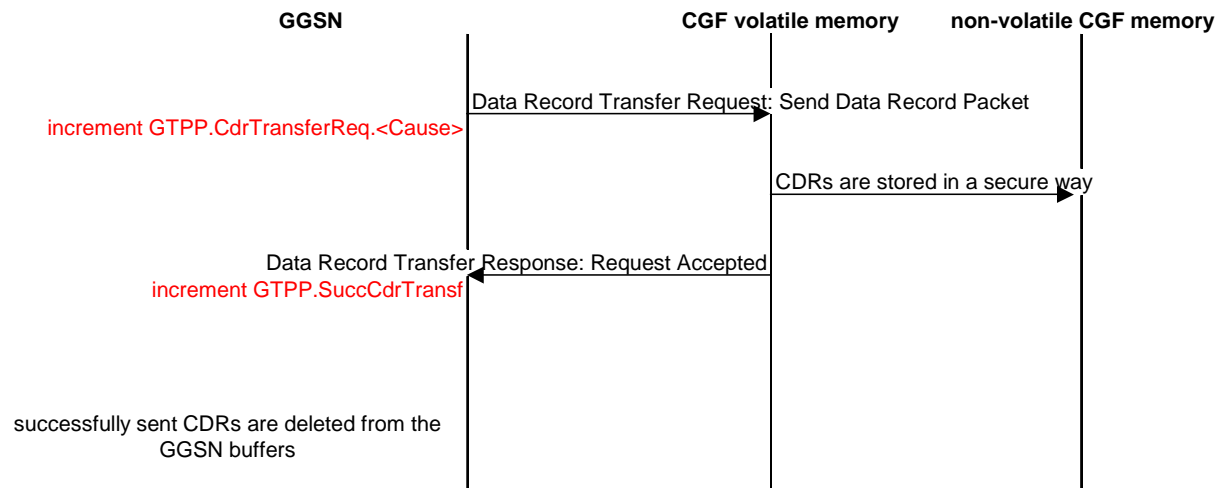 GGSN
CGF volatile memory
non-volatile CGF memory
Data Record Transfer Request: Send Data Record Packet
increment GTPP.CdrTransferReq.<Cause>
CDRs are stored in a secure way
Data Record Transfer Response: Request Accepted
increment GTPP.SuccCdrTransf
successfully sent CDRs are deleted from the
GGSN buffers